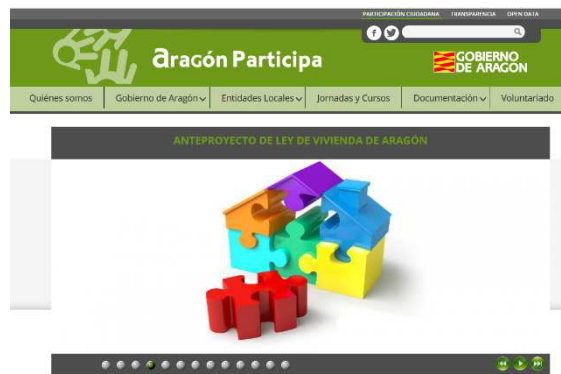 PARTICIPACIÓN CIUDADANA TRANSPARENCIA OPEN DATA
aragón Participa
GOBIERNO
DE ARAGON
Quiénes somos Gobierno de Aragón Entidades Locales Jornadas y Cursos Documentación Voluntariado
ANTEPROYECTO DE LEY DE VIVIENDA DE ARAGÓN